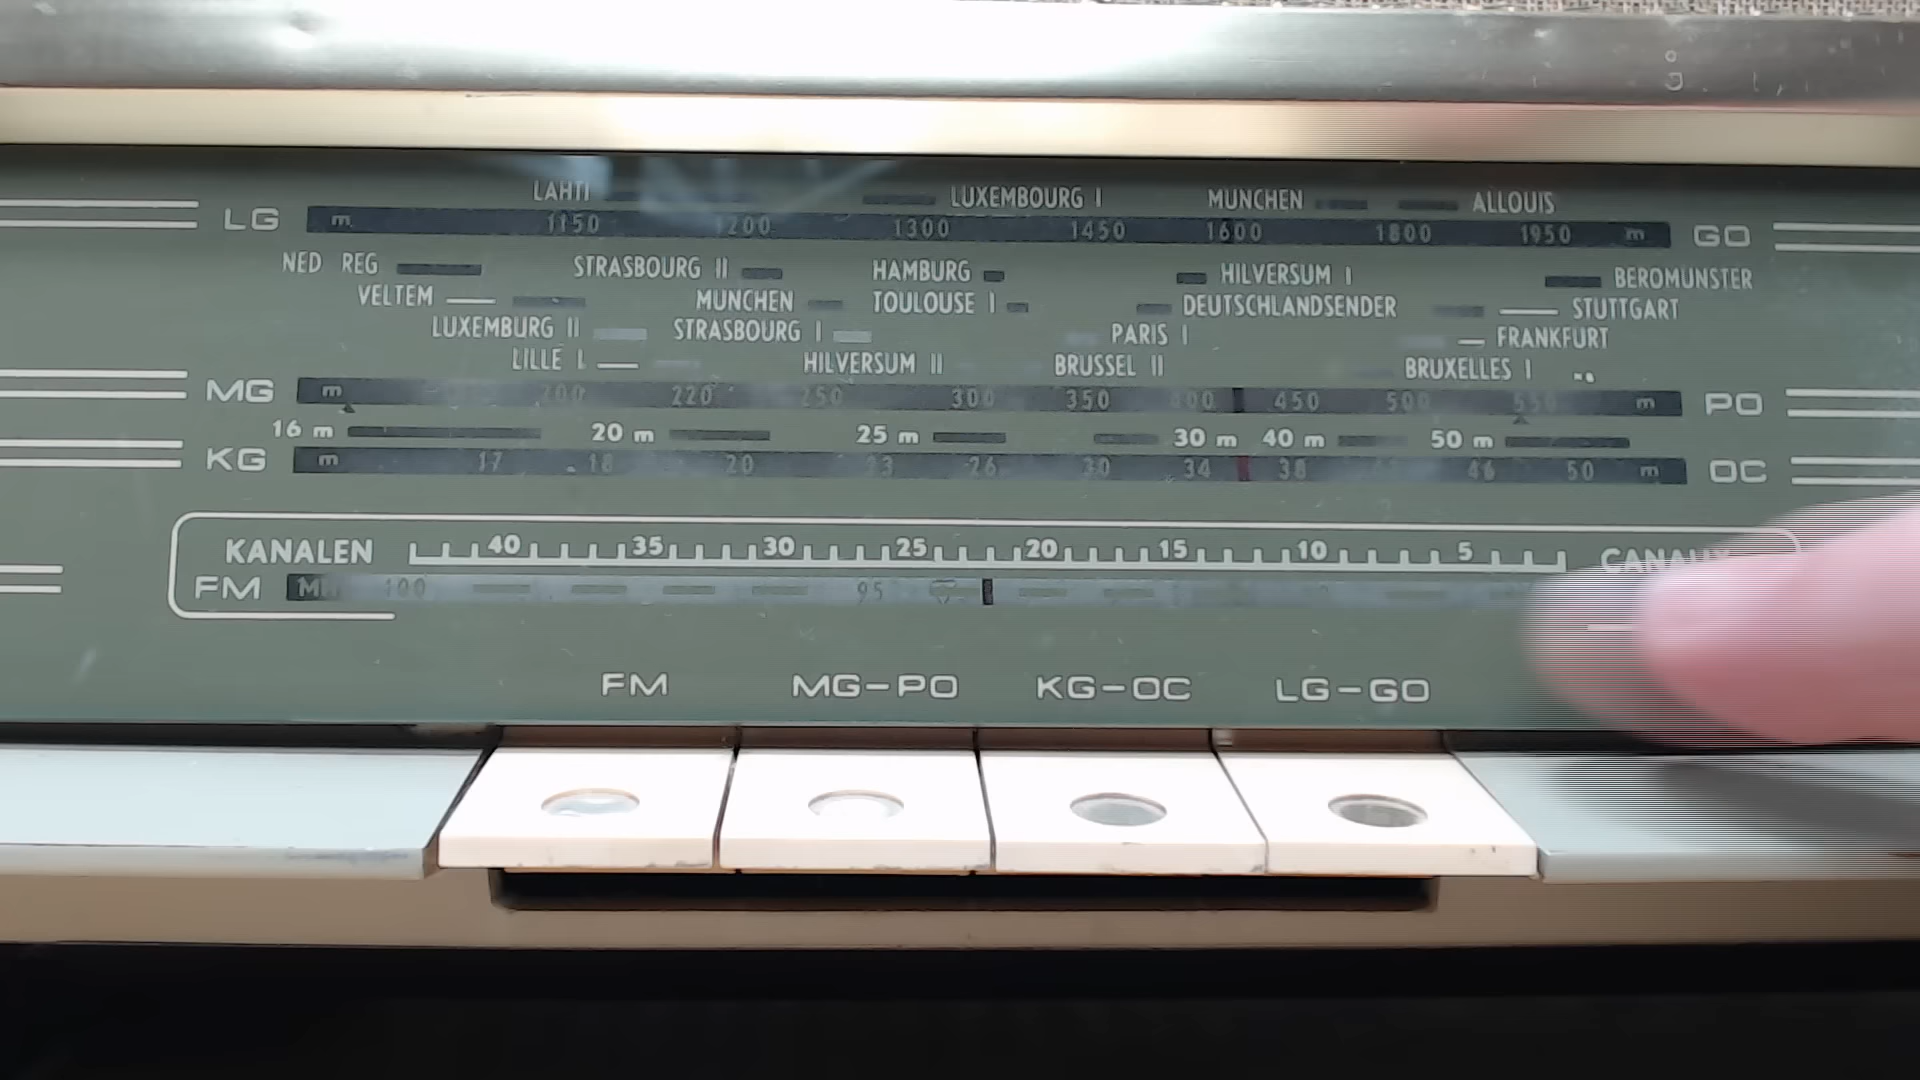 LAHTI LUXEMBOURG I MUNCHEN ALLOUIS
LG m 1150 1200 1300 1450 1600 1800 1950 m GO
NED REG STRASBOURG II HAMBURG HILVERSUM I BEROMUNSTER
VELTEM MUNCHEN TOULOUSE I DEUTSCHLANDSENDER STUTTGART
LUXEMBURG II STRASBOURG I PARIS I FRANKFURT
LILLE I HILVERSUM II BRUSSEL II BRUXELLES I
MG m 200 220 250 300 350 400 450 500 550 m PO
16 m 20 m 25 m 30 m 40 m 50 m
KG m 17 18 20 23 26 30 34 38 46 50 m OC
KANALEN 40 35 30 25 20 15 10 5 CANAUX
FM 100 95
FM MG-PO KG-OC LG-GO